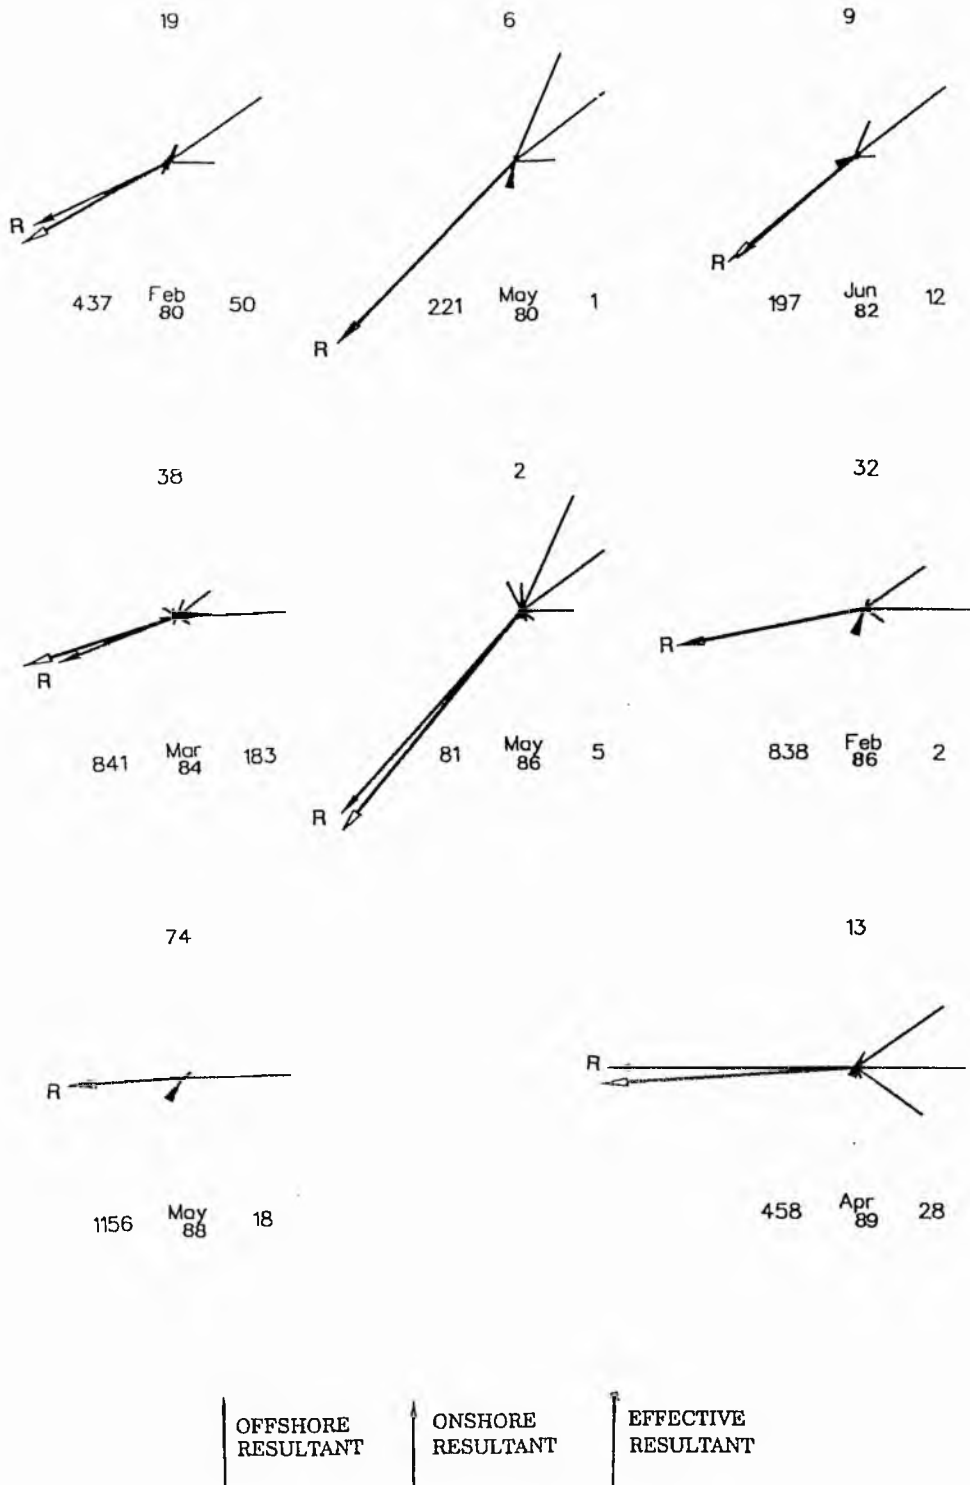 19 6 9
R R R
437 Feb 80 50 221 May 80 1 197 Jun 82 12
38 2 32
R R R
841 Mar 84 183 81 May 86 5 838 Feb 86 2
74 13
R R
1156 May 88 18 458 Apr 89 28
OFFSHORE RESULTANT ONSHORE RESULTANT EFFECTIVE RESULTANT